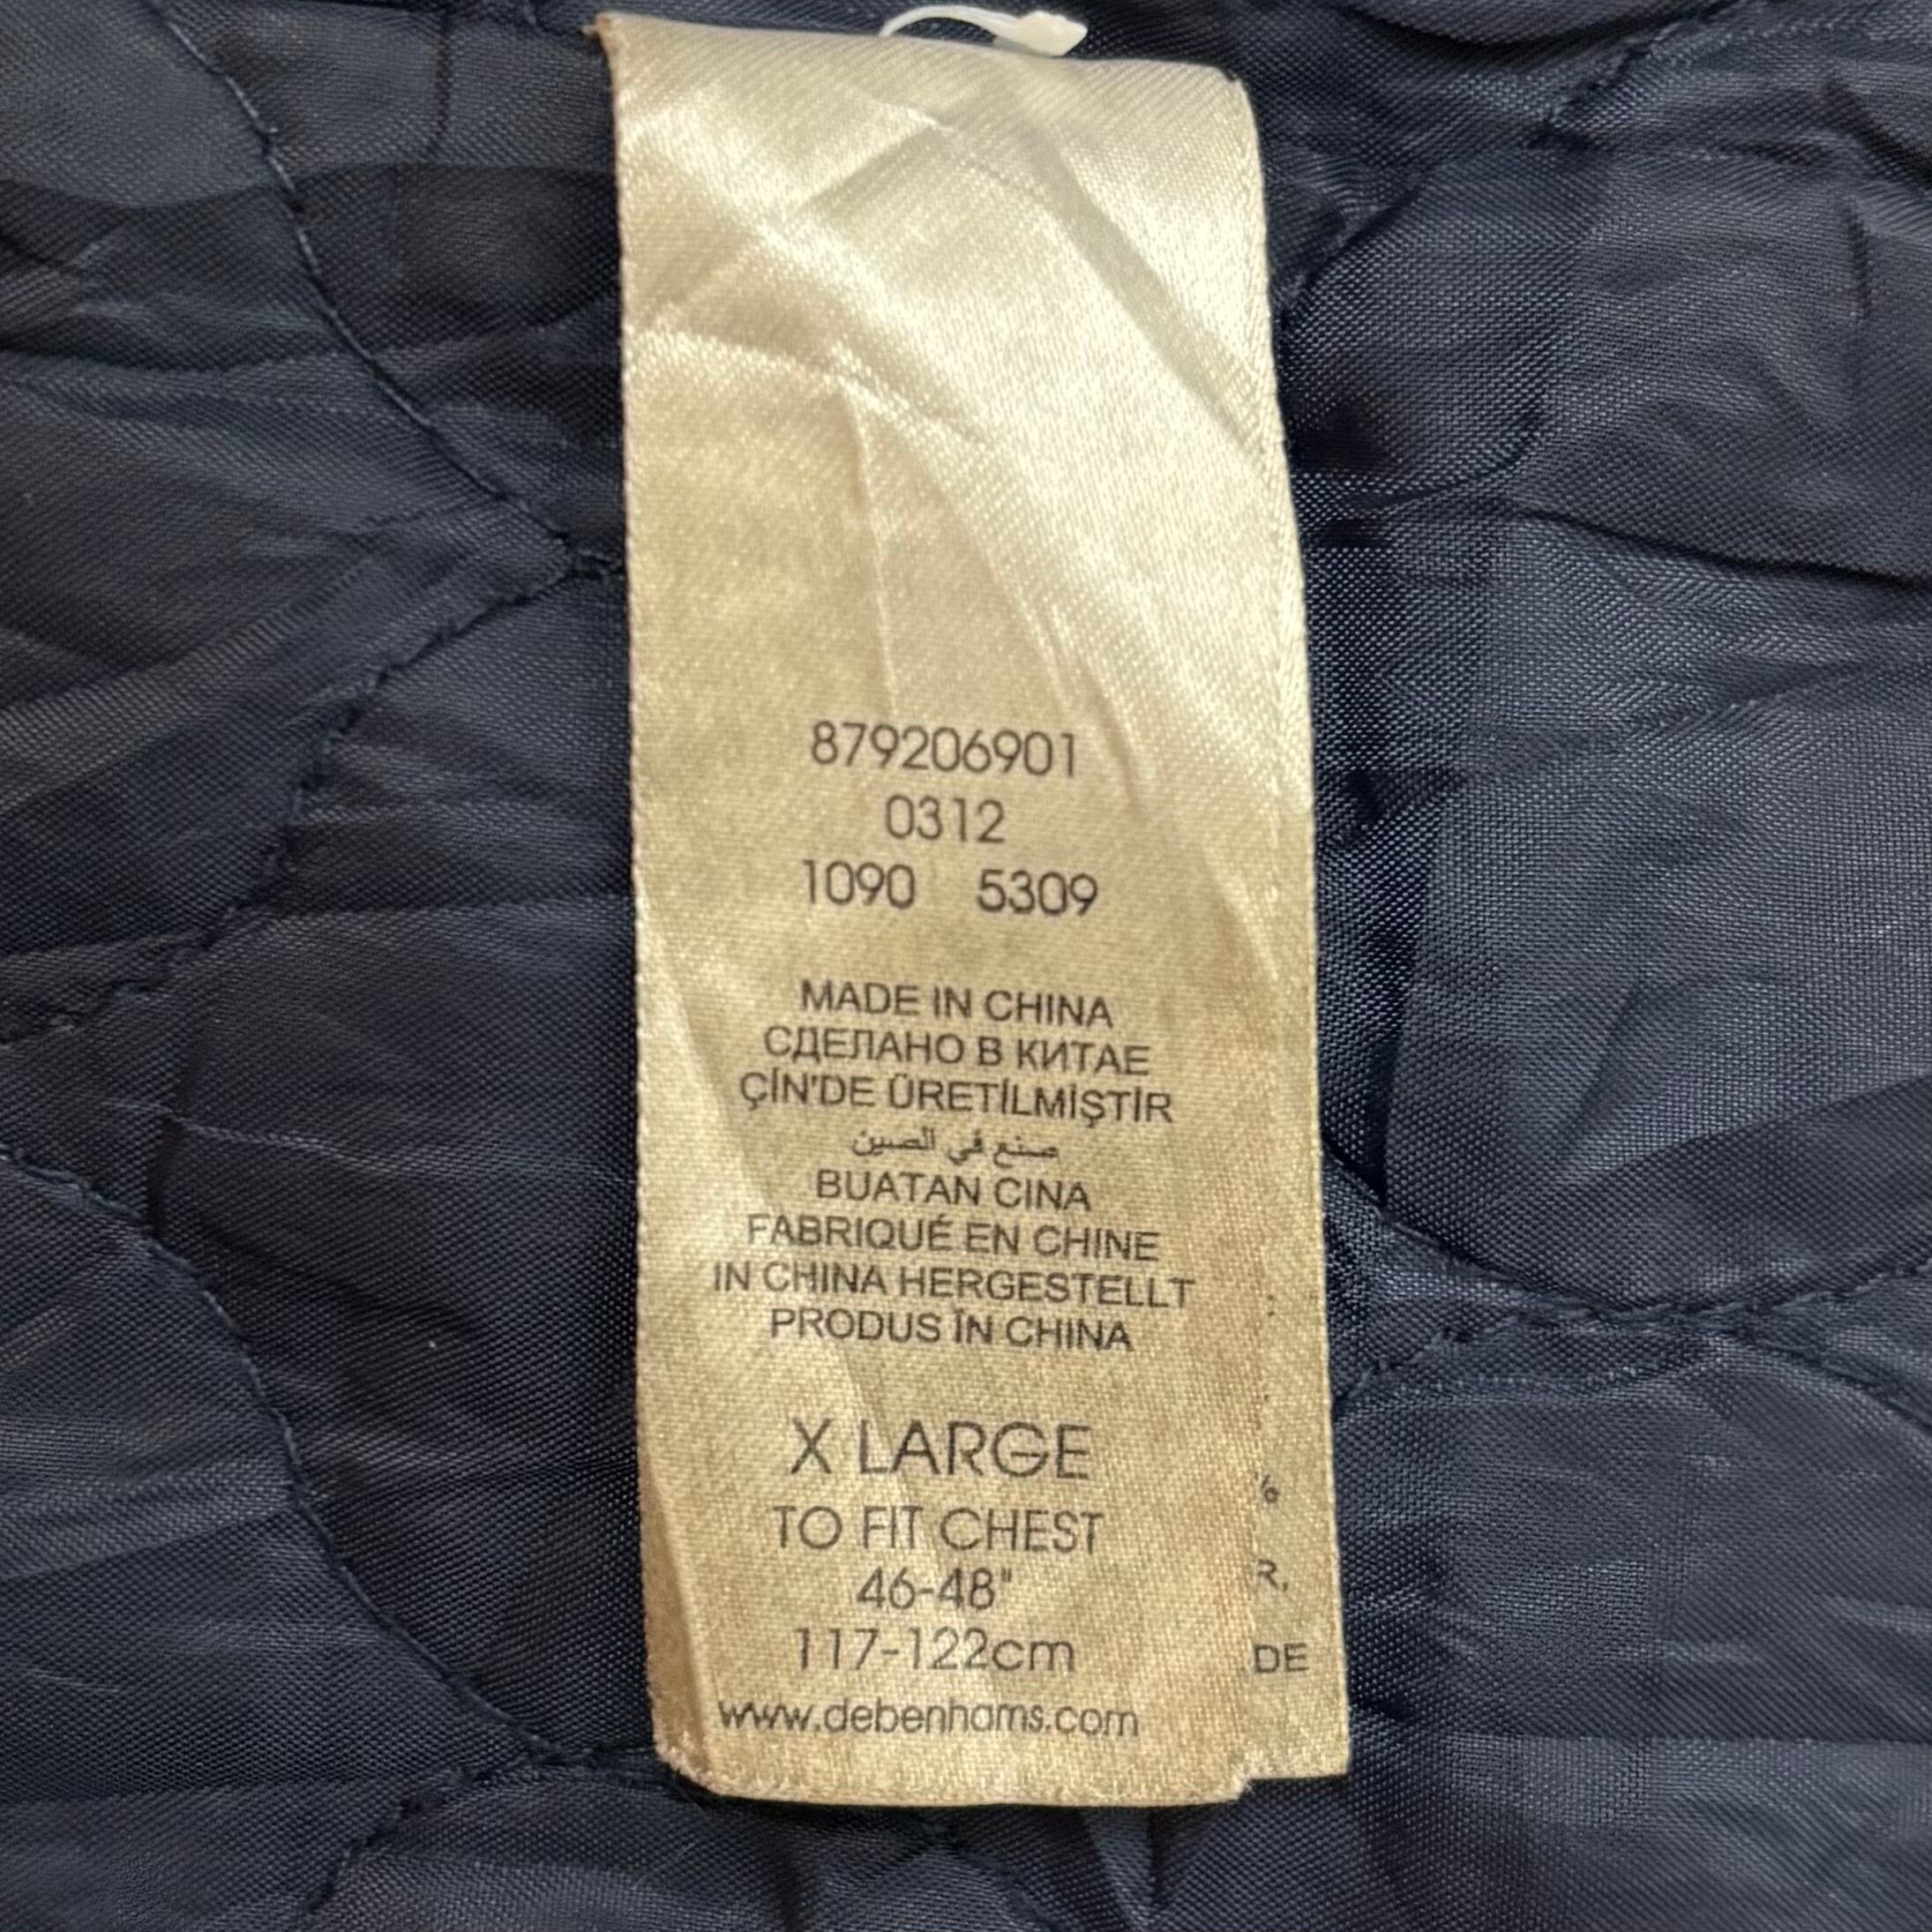 879206901
0312
1090 5309
MADE IN CHINA
СДЕЛАНО В КИТАЕ
ÇİN'DE ÜRETİLMİŞTİR
صنع في الصين
BUATAN CINA
FABRIQUÉ EN CHINE
IN CHINA HERGESTELLT
PRODUS ÎN CHINA
X LARGE
TO FIT CHEST
46-48"
117-122cm
www.debenhams.com
6
R,
DE